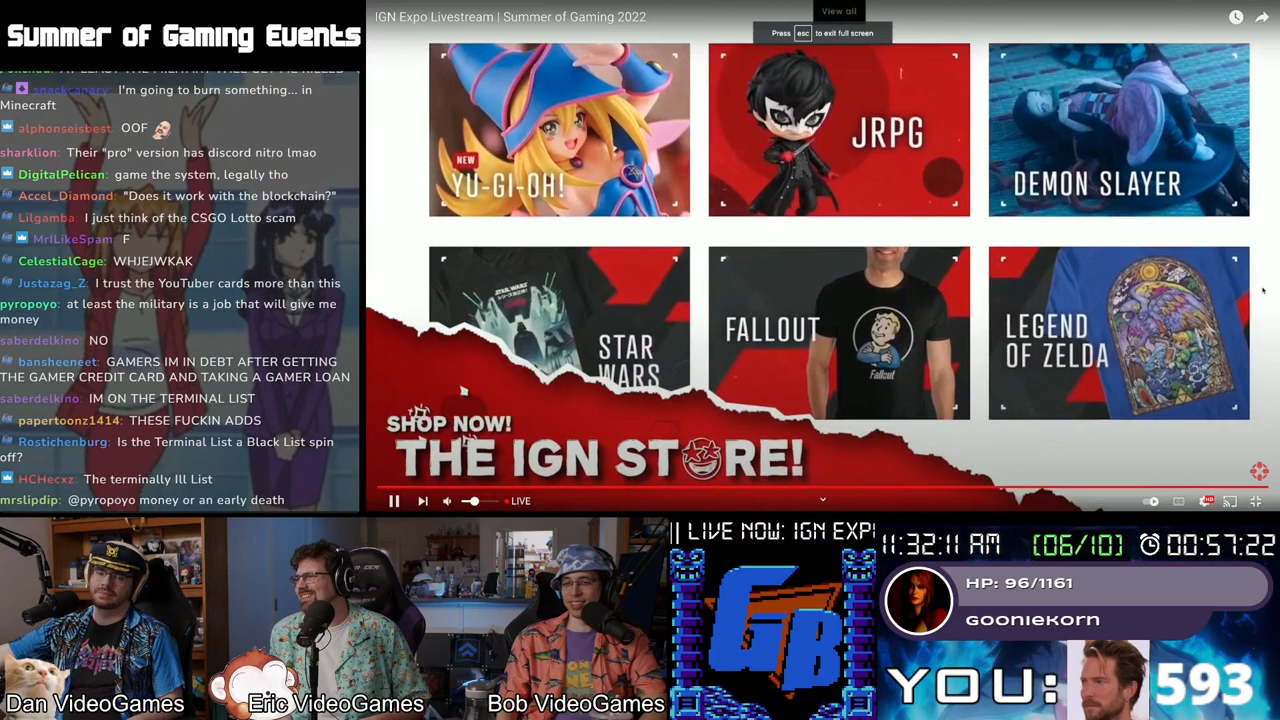 Summer of Gaming Events
snackcanary: I'm going to burn something... in
Minecraft
alphonseisbest: OOF
sharklion: Their "pro" version has discord nitro lmao
DigitalPelican: game the system, legally tho
Accel_Diamond: "Does it work with the blockchain?"
Lilgamba: I just think of the CSGO Lotto scam
MrILikeSpam: F
CelestialCage: WHJEJWKAK
Justazag_Z: I trust the YouTuber cards more than this
pyropoyo: at least the military is a job that will give me
money
saberdelkino: NO
bansheeneet: GAMERS IM IN DEBT AFTER GETTING
THE GAMER CREDIT CARD AND TAKING A GAMER LOAN
saberdelkino: IM ON THE TERMINAL LIST
papertoonz1414: THESE FUCKIN ADDS
Rostichenburg: Is the Terminal List a Black List spin
off?
HCHecxz: The terminally Ill List
mrslipdip: @pyropoyo money or an early death
IGN Expo Livestream | Summer of Gaming 2022
View all
Press esc to exit full screen
NEW
YU-GI-OH!
JRPG
DEMON SLAYER
STAR
WARS
STAR
WARS
FALLOUT
Fallout
LEGEND
OF ZELDA
SHOP NOW!
THE IGN STORE!
LIVE
HD
Dan VideoGames
Eric VideoGames
Bob VideoGames
|| LIVE NOW: IGN EXP
GB
11:32:11 AM [06/10] 00:57:22
HP: 96/1161
GOONIEKORN
YOU: 593